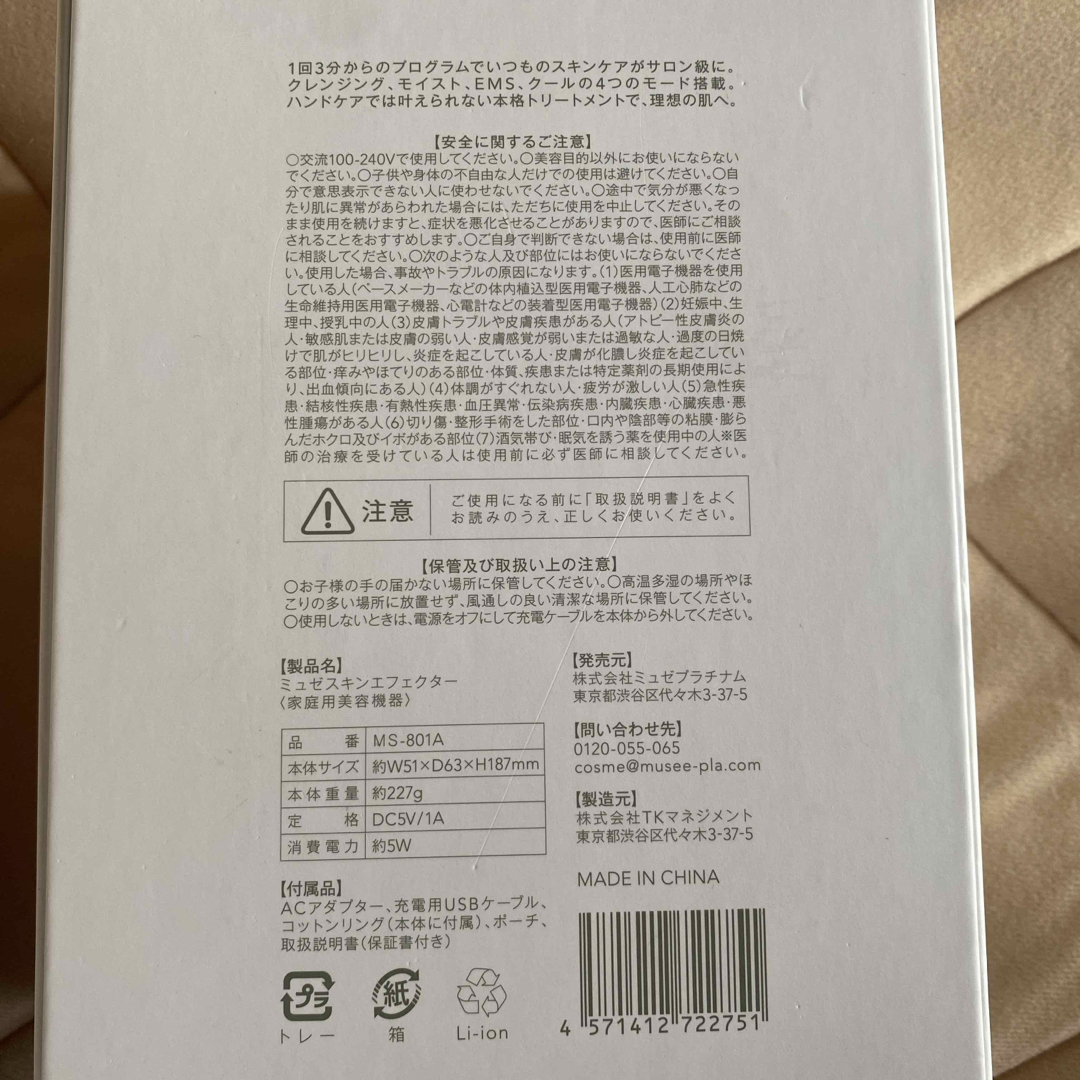 1回3分からのプログラムでいつものスキンケアがサロン級に。
クレンジング、モイスト、EMS、クールの4つのモード搭載。
ハンドケアでは叶えられない本格トリートメントで、理想の肌へ。
【安全に関するご注意】
○交流100-240Vで使用してください。○美容目的以外にお使いにならない
でください。○子供や身体の不自由な人だけでの使用は避けてください。○自
分で意思表示できない人に使わせないでください。○途中で気分が悪くなっ
たり肌に異常があらわれた場合には、ただちに使用を中止してください。その
まま使用を続けますと、症状を悪化させることがありますので、医師にご相談
されることをおすすめします。○ご自身で判断できない場合は、使用前に医師
に相談してください。○次のような人及び部位にはお使いにならないでくださ
い。使用した場合、事故やトラブルの原因になります。(1)医用電子機器を使用
している人(ペースメーカーなどの体内植込型医用電子機器、人工心肺などの
生命維持用医用電子機器、心電計などの装着型医用電子機器)(2)妊娠中、生
理中、授乳中の人(3)皮膚トラブルや皮膚疾患がある人(アトピー性皮膚炎の
人・敏感肌または皮膚の弱い人・皮膚感覚が弱いまたは過敏な人・過度の日焼
けで肌がヒリヒリし、炎症を起こしている人・皮膚が化膿し炎症を起こしてい
る部位・痒みやほてりのある部位・体質、疾患または特定薬剤の長期使用によ
り、出血傾向にある人)(4)体調がすぐれない人・疲労が激しい人(5)急性疾
患・結核性疾患・有熱性疾患・血圧異常・伝染病疾患・内臓疾患・心臓疾患・悪
性腫瘍がある人(6)切り傷・整形手術をした部位・口内や陰部等の粘膜・膨ら
んだホクロ及びイボがある部位(7)酒気帯び・眠気を誘う薬を使用中の人※医
師の治療を受けている人は使用前に必ず医師に相談してください。
注意
ご使用になる前に「取扱説明書」をよく
お読みのうえ、正しくお使いください。
【保管及び取扱い上の注意】
○お子様の手の届かない場所に保管してください。○高温多湿の場所やほ
こりの多い場所に放置せず、風通しの良い清潔な場所に保管してください。
○使用しないときは、電源をオフにして充電ケーブルを本体から外してください。
【製品名】
ミュゼスキンエフェクター
〈家庭用美容機器〉
品番 MS-801A
本体サイズ 約W51×D63×H187mm
本体重量 約227g
定格 DC5V/1A
消費電力 約5W
【付属品】
ACアダプター、充電用USBケーブル、
コットンリング(本体に付属)、ポーチ、
取扱説明書(保証書付き)
プラ
トレー
紙
箱
Li-ion
【発売元】
株式会社ミュゼプラチナム
東京都渋谷区代々木3-37-5
【問い合わせ先】
0120-055-065
cosme@musee-pla.com
【製造元】
株式会社TKマネジメント
東京都渋谷区代々木3-37-5
MADE IN CHINA
4 571412 722751